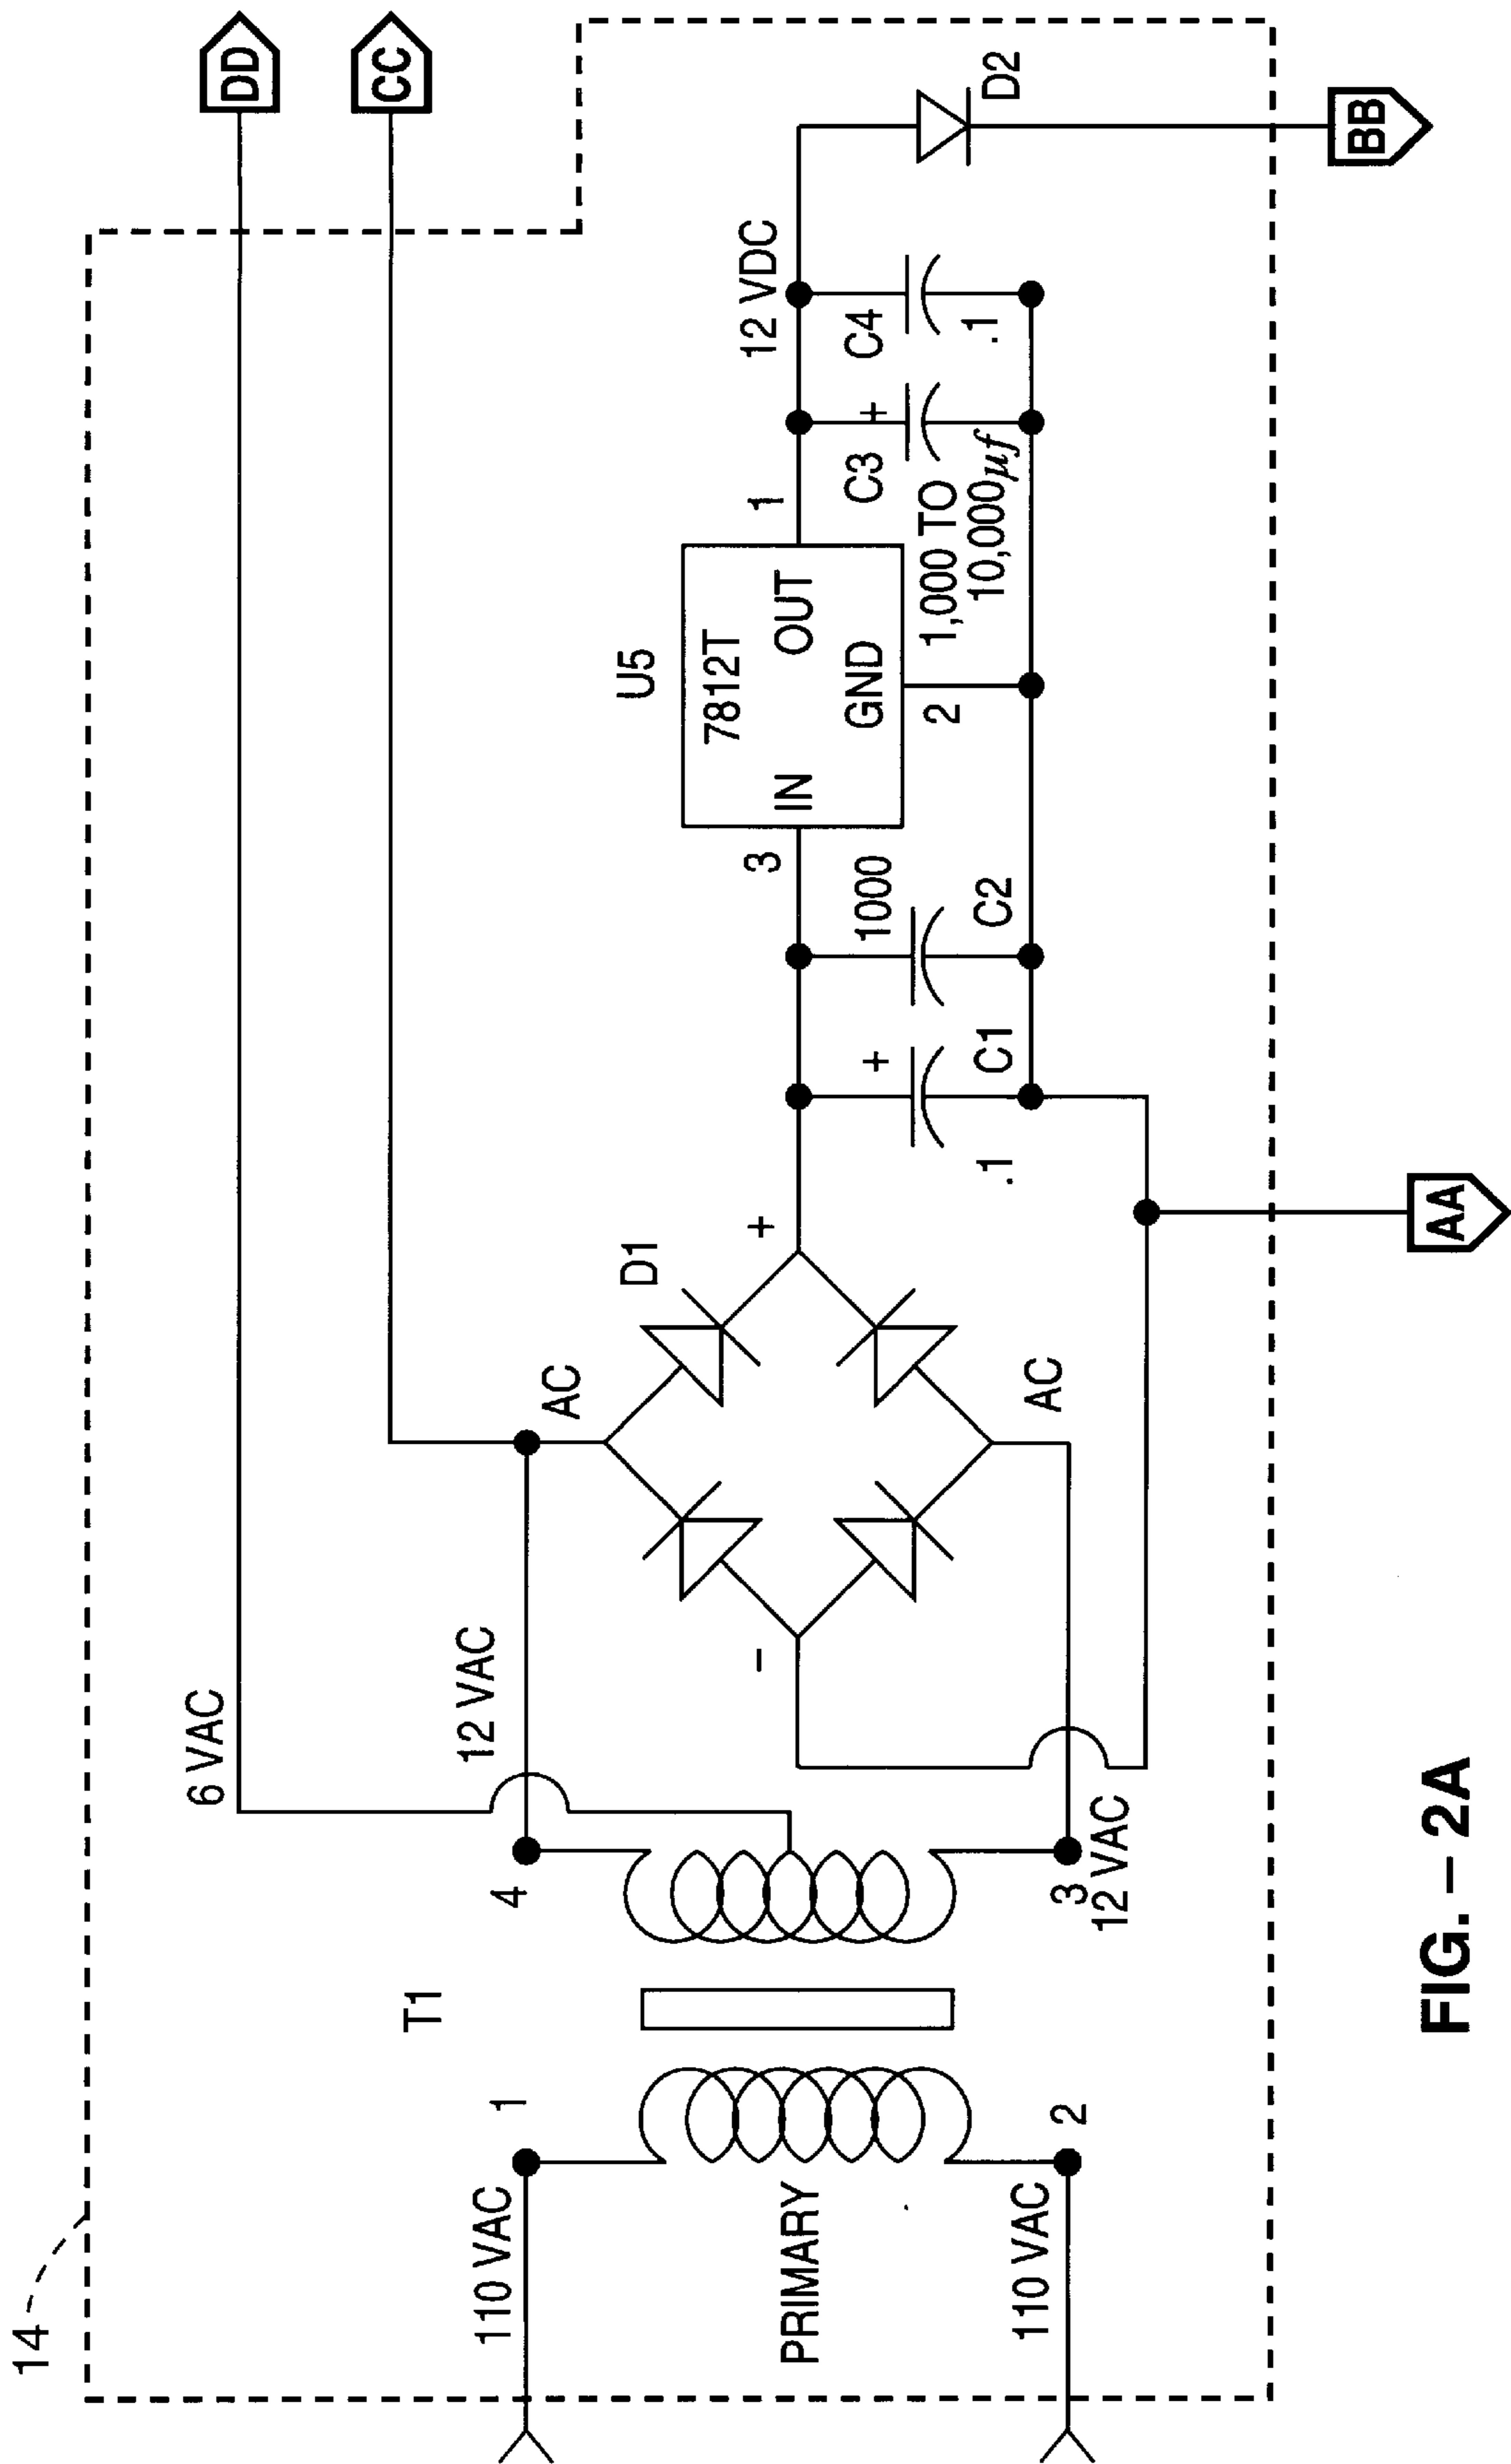 14
110 VAC
1
PRIMARY
110 VAC
2
T1
4
3
12 VAC
6 VAC
12 VAC
AC
-
D1
+
AC
.1
+
C1
1000
C2
3
U5
7812T
IN
OUT
GND
2
1
1,000 TO
10,000µf
C3
+
12 VDC
C4
.1
D2
DD
CC
BB
AA
FIG. – 2A